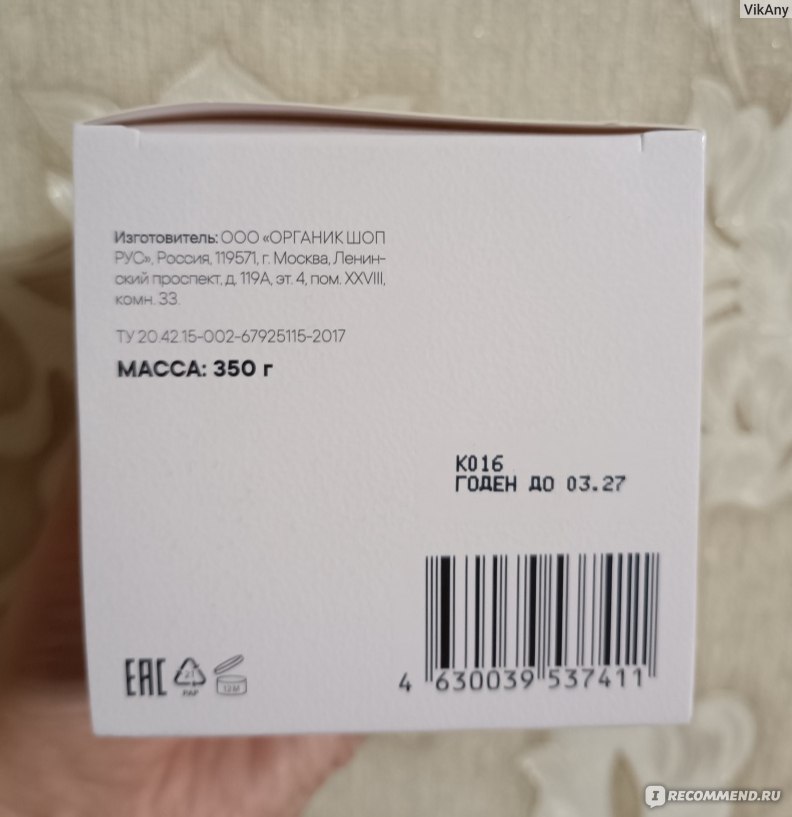 VikAny
Изготовитель: ООО «ОРГАНИК ШОП
РУС», Россия, 119571, г. Москва, Ленин-
ский проспект, д. 119А, эт. 4, пом. XXVIII,
комн. 33.
ТУ 20.42.15-002-67925115-2017
МАССА: 350 г
К016
ГОДЕН ДО 03.27
EAC
21
PAP
12M
4 630039 537411
IRECOMMEND.RU